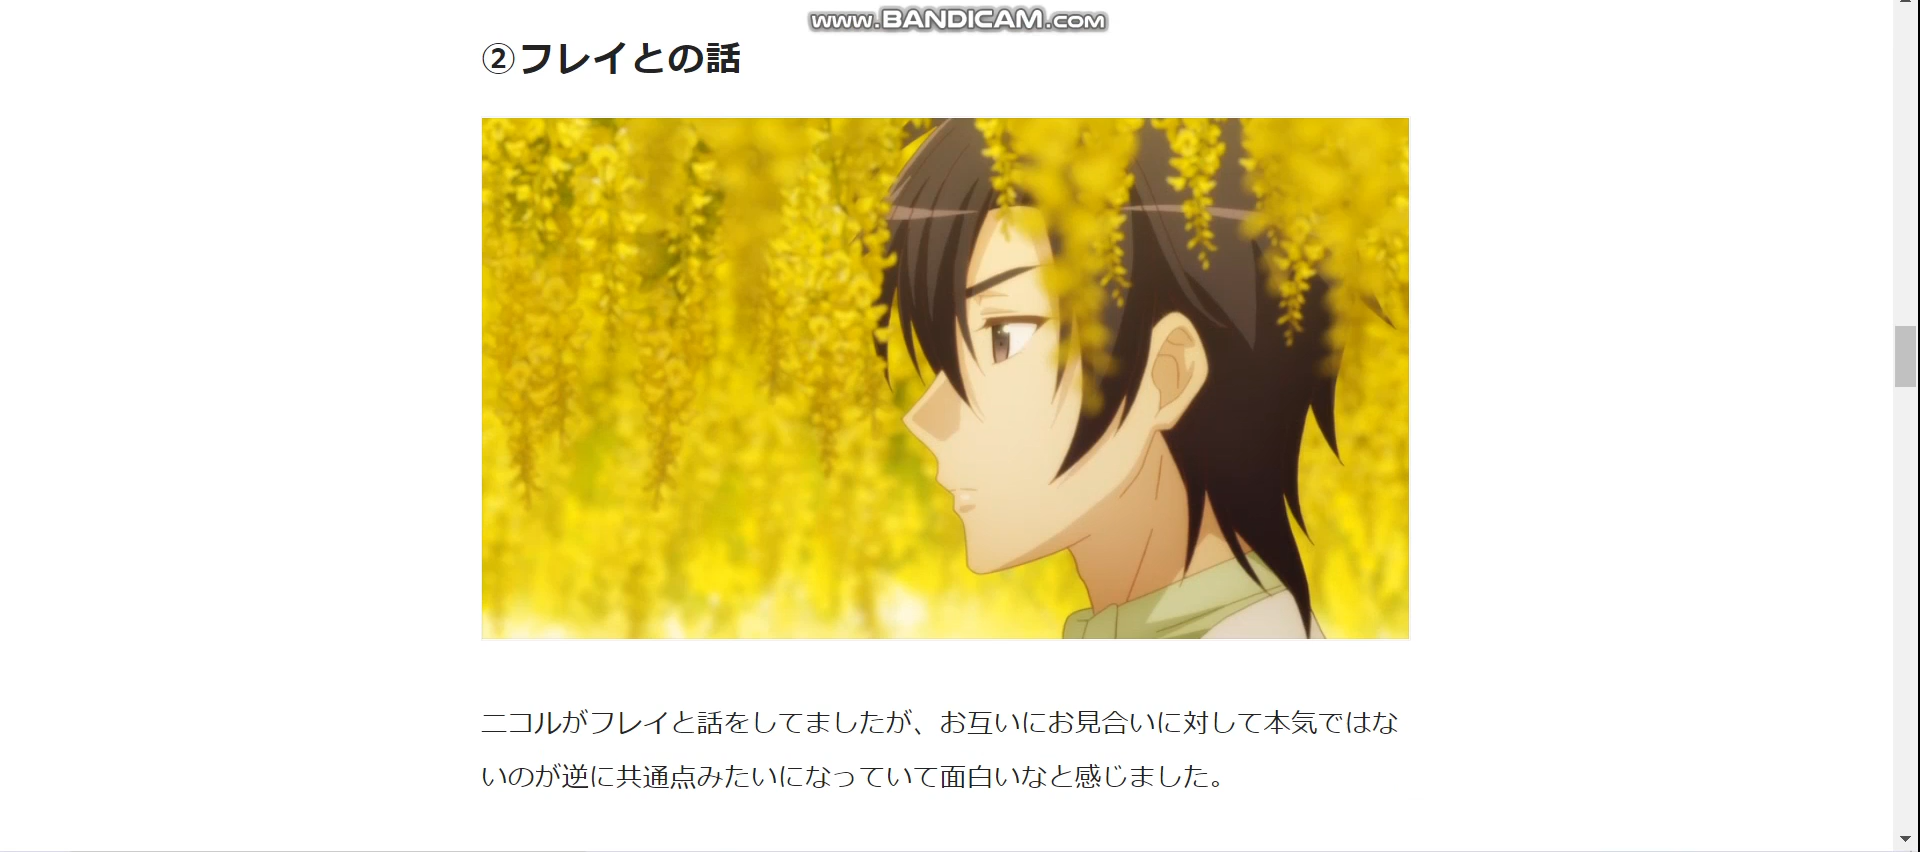 www.BANDICAM.com
②フレイとの話
ニコルがフレイと話をしてましたが、お互いにお見合いに対して本気ではな
いのが逆に共通点みたいになっていて面白いなと感じました。